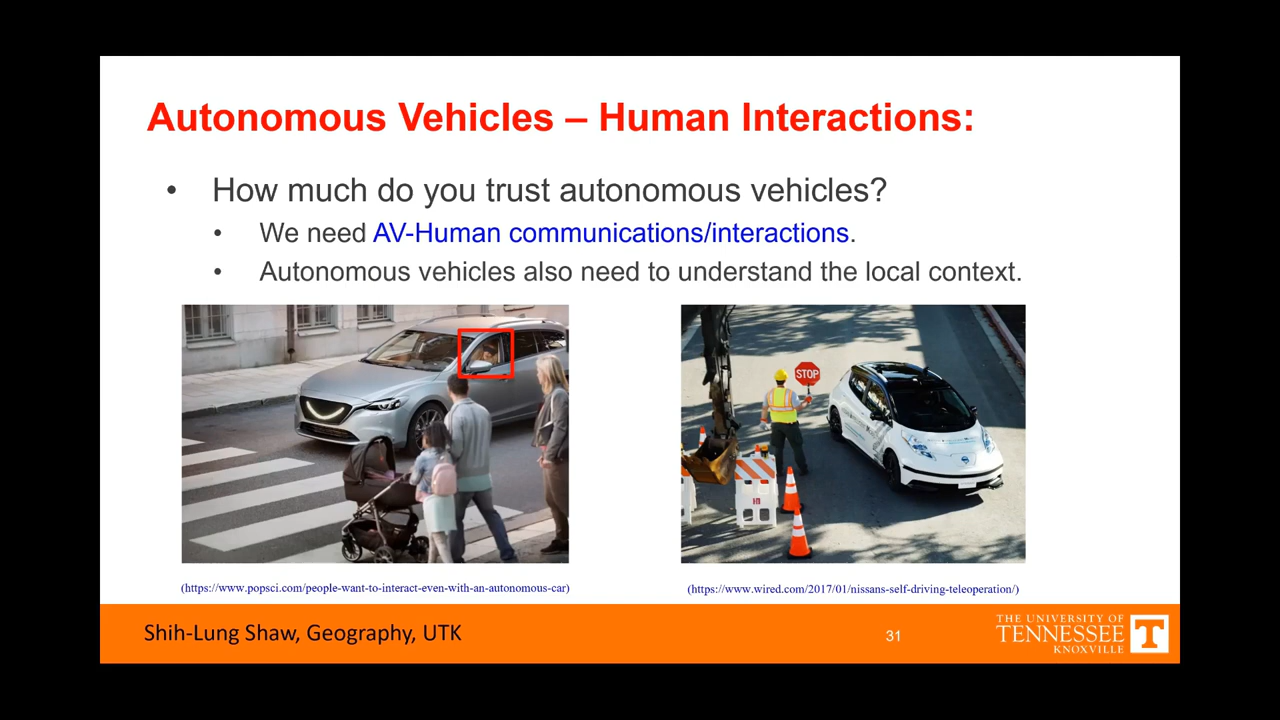 Autonomous Vehicles – Human Interactions:
• How much do you trust autonomous vehicles?
• We need AV-Human communications/interactions.
• Autonomous vehicles also need to understand the local context.
STOP
(https://www.popsci.com/people-want-to-interact-even-with-an-autonomous-car)
(https://www.wired.com/2017/01/nissans-self-driving-teleoperation/)
Shih-Lung Shaw, Geography, UTK
31
THE UNIVERSITY OF
TENNESSEE
KNOXVILLE
T